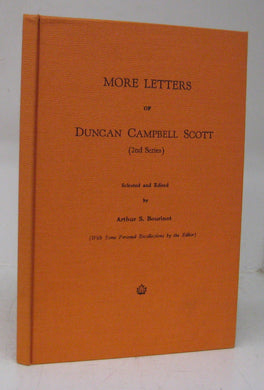 MORE LETTERS
OF
DUNCAN CAMPBELL SCOTT
(2nd Series)
Selected and Edited
by
Arthur S. Bourinot
(With Some Personal Recollections by the Editor)